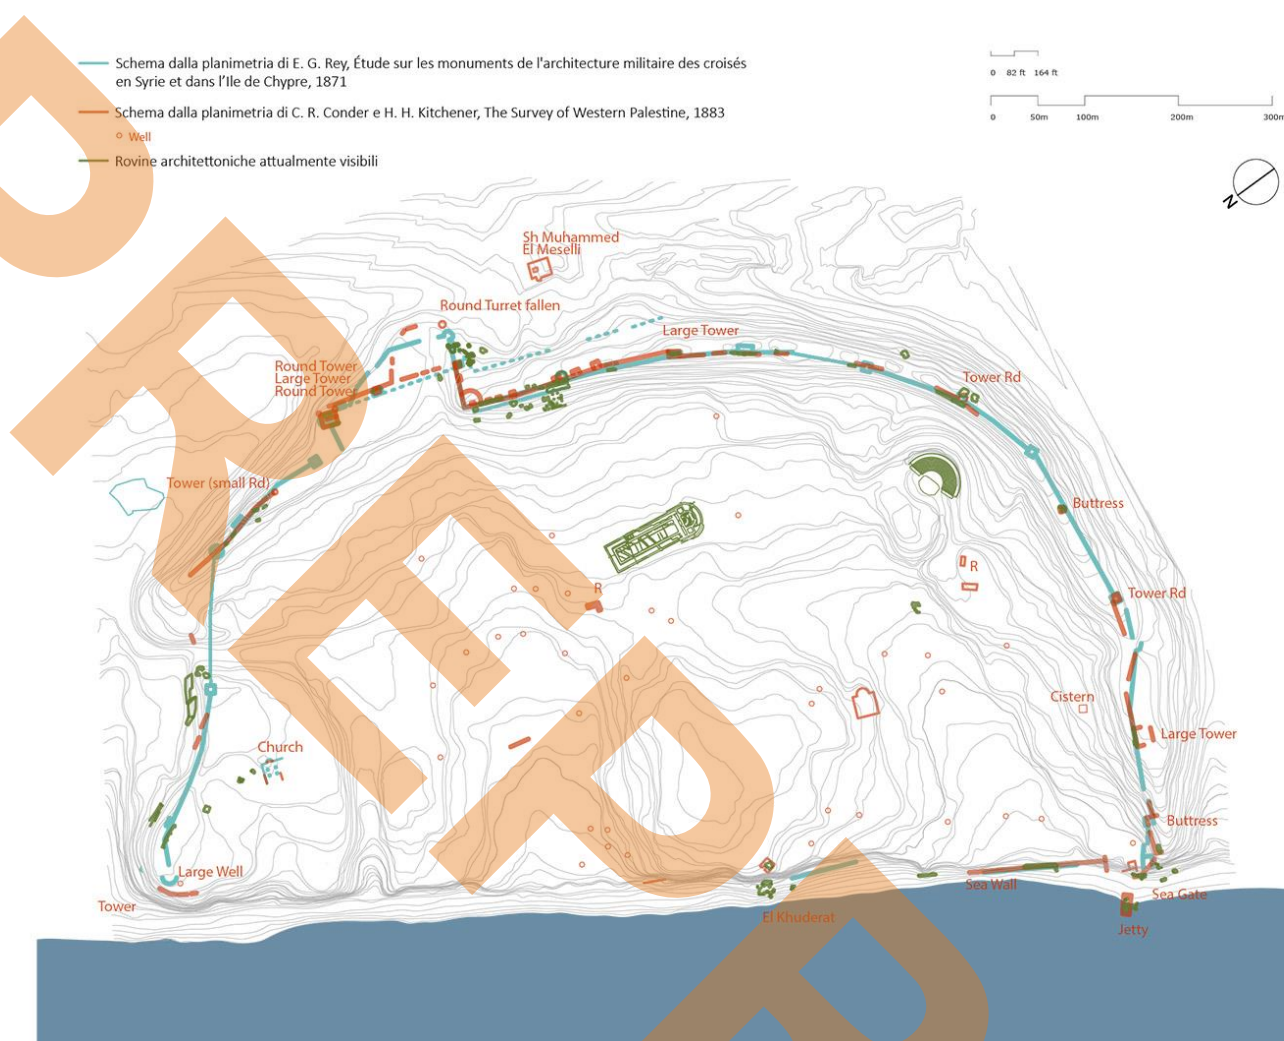 Schema dalla planimetria di E. G. Rey, Étude sur les monuments de l'architecture militaire des croisés
en Syrie et dans l'Ile de Chypre, 1871
Schema dalla planimetria di C. R. Conder e H. H. Kitchener, The Survey of Western Palestine, 1883
Well
Rovine architettoniche attualmente visibili
0 82 ft 164 ft
0 50m 100m 200m 300m
N
Sh Muhammed
El Meselli
Round Turret fallen
Large Tower
Round Tower
Large Tower
Round Tower
Tower Rd
Tower (small Rd)
Buttress
R
R
Tower Rd
Cistern
Large Tower
Church
Buttress
Large Well
Sea Wall
Sea Gate
Tower
El Khuderat
Jetty
PREP